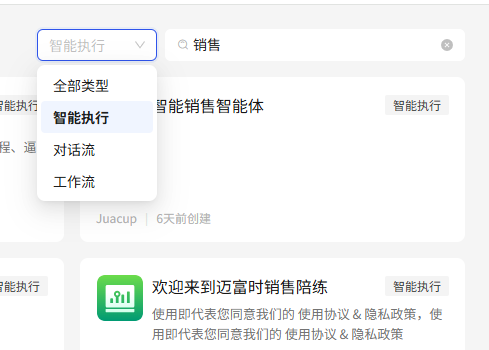 智能执行
销售
全部类型
智能执行
对话流
工作流
智能执行
程、逼
智能销售智能体
智能执行
Juacup | 6天前创建
智能执行
欢迎来到迈富时销售陪练
智能执行
使用即代表您同意我们的 使用协议 & 隐私政策，使
用即代表您同意我们的 使用协议 & 隐私政策